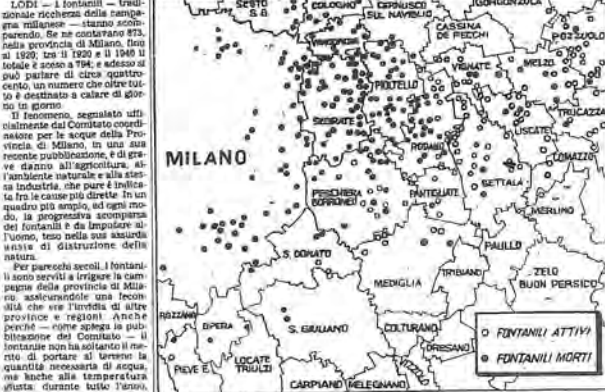 LODI — I fontanili — tradi-
zionale ricchezza della campa-
gna milanese — stanno scom-
parendo. Se ne contavano 873,
nella provincia di Milano, fino
al 1920; tra il 1920 e il 1940 il
totale è sceso a 794; e adesso si
può parlare di circa quattro-
cento, un numero che oltre tut-
to è destinato a calare di gior-
no in giorno
Il fenomeno, segnalato uffi-
cialmente dal Comitato coordi-
natore per le acque della Pro-
vincia di Milano, in una sua
recente pubblicazione, è di gra-
ve danno all'agricoltura, al-
l'ambiente naturale e alla stes-
sa industria, che pure è indica-
ta fra le cause più dirette. In un
quadro più ampio, ad ogni mo-
do, la progressiva scomparsa
dei fontanili è da imputare al-
l'uomo, teso nella sua assurda
ansia di distruzione della
natura.
Per parecchi secoli, i fontani-
li sono serviti a irrigare la cam-
pagna della provincia di Mila-
no, assicurandole una fecon-
dità che era l'invidia di altre
province e regioni. Anche
perché — come spiega la pub-
blicazione del Comitato — il
fontanile non ha soltanto il me-
rito di portare al terreno la
quantità necessaria di acqua,
ma anche alla temperatura
giusta: durante tutto l'anno,
SESTO
S.G.
COLOGNO
CERNUSCO
SUL NAVIGLIO
GORGONZOLA
CASSINA
DE PECCHI
POZZUOLO
VIGNATE
MELZO
PIOLTELLO
SEGRATE
TRUCAZZA
LISCATE
RODANO
COMAZZO
MILANO
SETTALA
PESCHIERA
BORROMEO
PANTIGLIATE
MERLINO
PAULLO
S. DONATO
TRIBIANO
ZELO
BUON PERSICO
MEDIGLIA
ROZZANO
OPERA
S. GIULIANO
COLTURANO
DRESANO
PIEVE E.
LOCATE
TRIULZI
VIZZOLO
CARPIANO
MELEGNANO
FONTANILI ATTIVI
FONTANILI MORTI